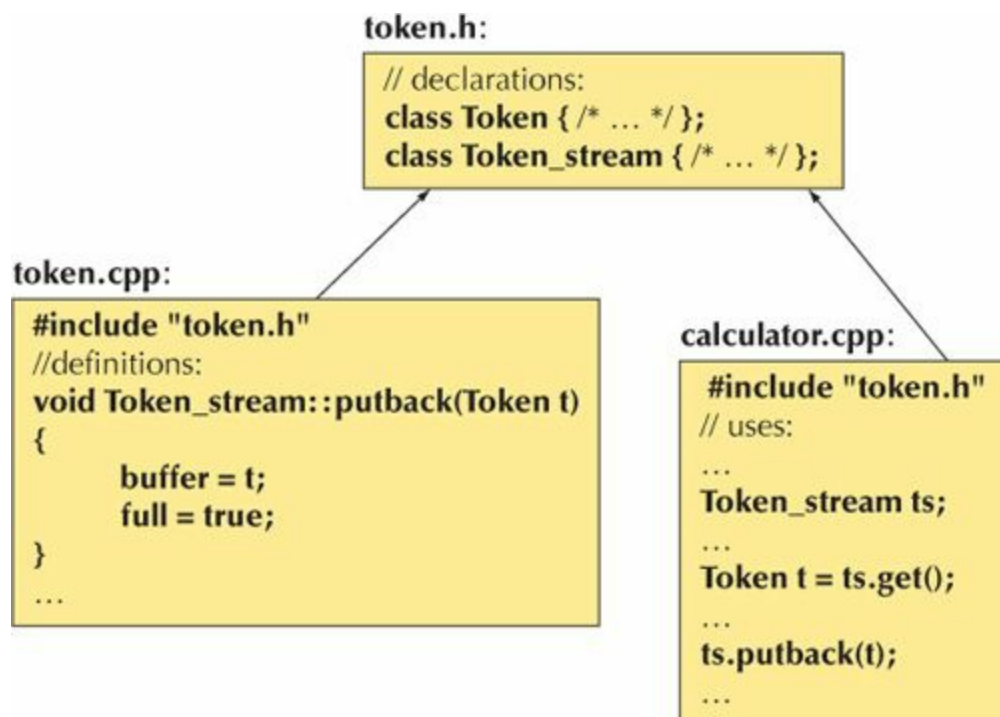 token.h:
// declarations:
class Token { /* … */ };
class Token_stream { /* … */ };
token.cpp:
#include "token.h"
//definitions:
void Token_stream::putback(Token t)
{
buffer = t;
full = true;
}
…
calculator.cpp:
#include "token.h"
// uses:
…
Token_stream ts;
…
Token t = ts.get();
…
ts.putback(t);
…